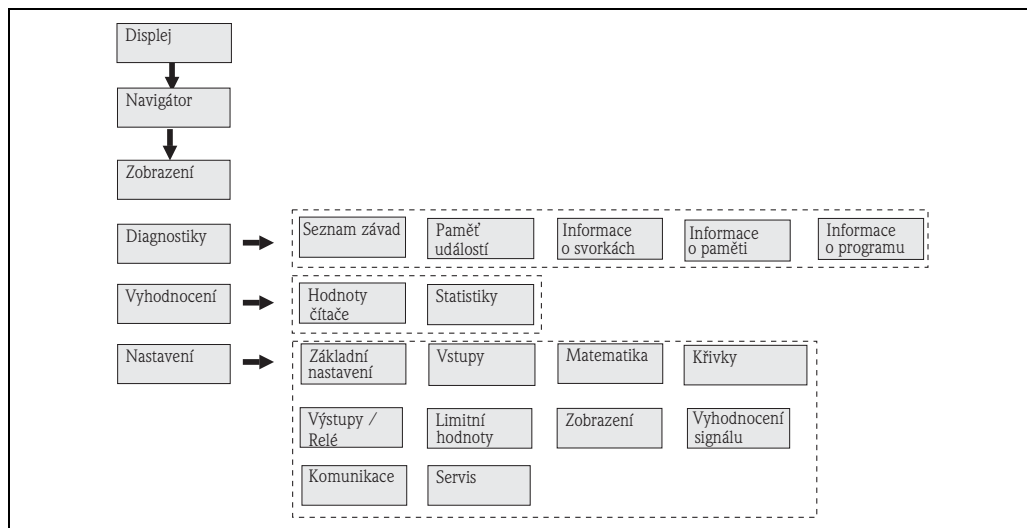 Displej
Navigátor
Zobrazení
Diagnostiky
Seznam závad
Paměť
událostí
Informace
o svorkách
Informace
o paměti
Informace
o programu
Vyhodnocení
Hodnoty
čítače
Statistiky
Nastavení
Základní
nastavení
Vstupy
Matematika
Křivky
Výstupy /
Relé
Limitní
hodnoty
Zobrazení
Vyhodnocení
signálu
Komunikace
Servis